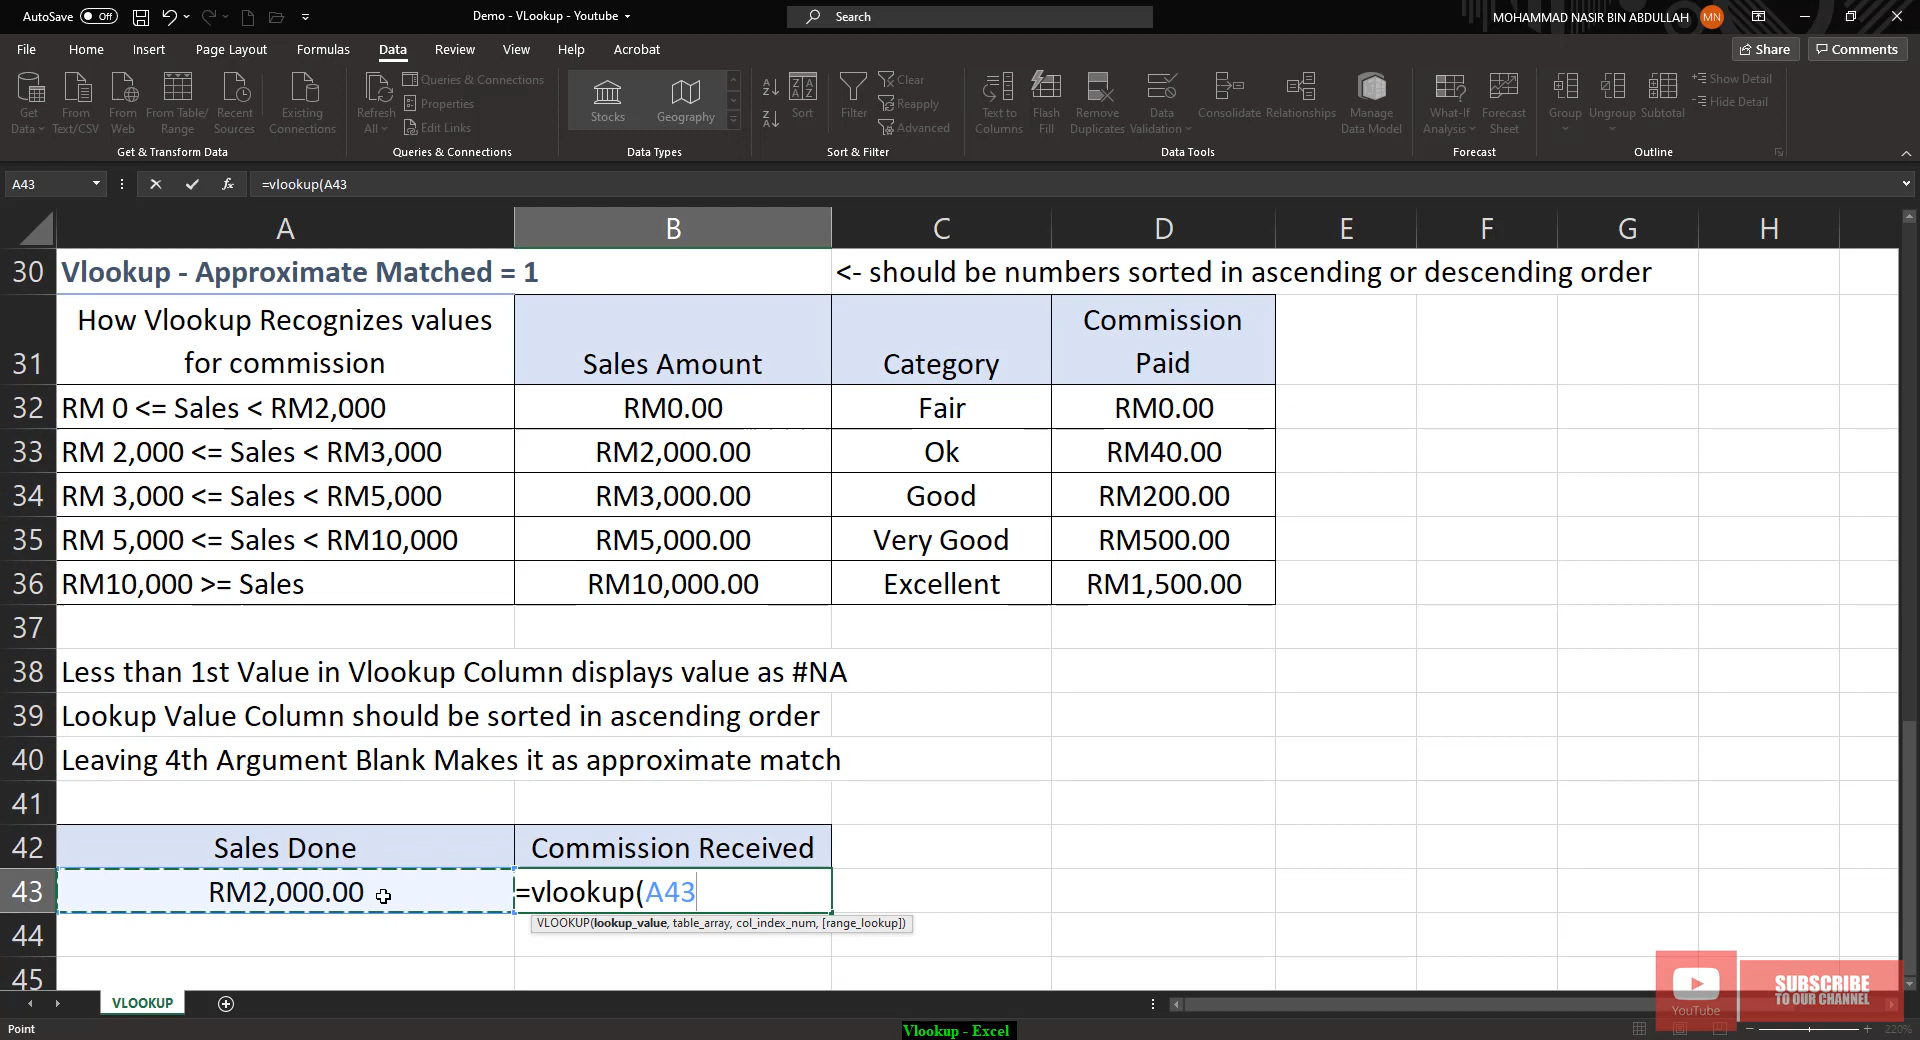 AutoSave Off
Demo - VLookup - Youtube
Search
MOHAMMAD NASIR BIN ABDULLAH MN
File Home Insert Page Layout Formulas Data Review View Help Acrobat
Share Comments
Get Data
From Text/CSV
From Web
From Table/ Range
Recent Sources
Existing Connections
Get & Transform Data
Refresh All
Queries & Connections
Properties
Edit Links
Queries & Connections
Stocks
Geography
Data Types
Sort
Filter
Clear
Reapply
Advanced
Sort & Filter
Text to Columns
Flash Fill
Remove Duplicates
Data Validation
Consolidate
Relationships
Manage Data Model
Data Tools
What-If Analysis
Forecast Sheet
Forecast
Group
Ungroup
Subtotal
Show Detail
Hide Detail
Outline
A43 fx =vlookup(A43
A B C D E F G H
30 Vlookup - Approximate Matched = 1 <- should be numbers sorted in ascending or descending order
31 How Vlookup Recognizes values for commission Sales Amount Category Commission Paid
32 RM 0 <= Sales < RM2,000 RM0.00 Fair RM0.00
33 RM 2,000 <= Sales < RM3,000 RM2,000.00 Ok RM40.00
34 RM 3,000 <= Sales < RM5,000 RM3,000.00 Good RM200.00
35 RM 5,000 <= Sales < RM10,000 RM5,000.00 Very Good RM500.00
36 RM10,000 >= Sales RM10,000.00 Excellent RM1,500.00
37
38 Less than 1st Value in Vlookup Column displays value as #NA
39 Lookup Value Column should be sorted in ascending order
40 Leaving 4th Argument Blank Makes it as approximate match
41
42 Sales Done Commission Received
43 RM2,000.00 =vlookup(A43
VLOOKUP(lookup_value, table_array, col_index_num, [range_lookup])
44
45
VLOOKUP
YouTube
SUBSCRIBE
TO OUR CHANNEL
Point
Vlookup - Excel
220%